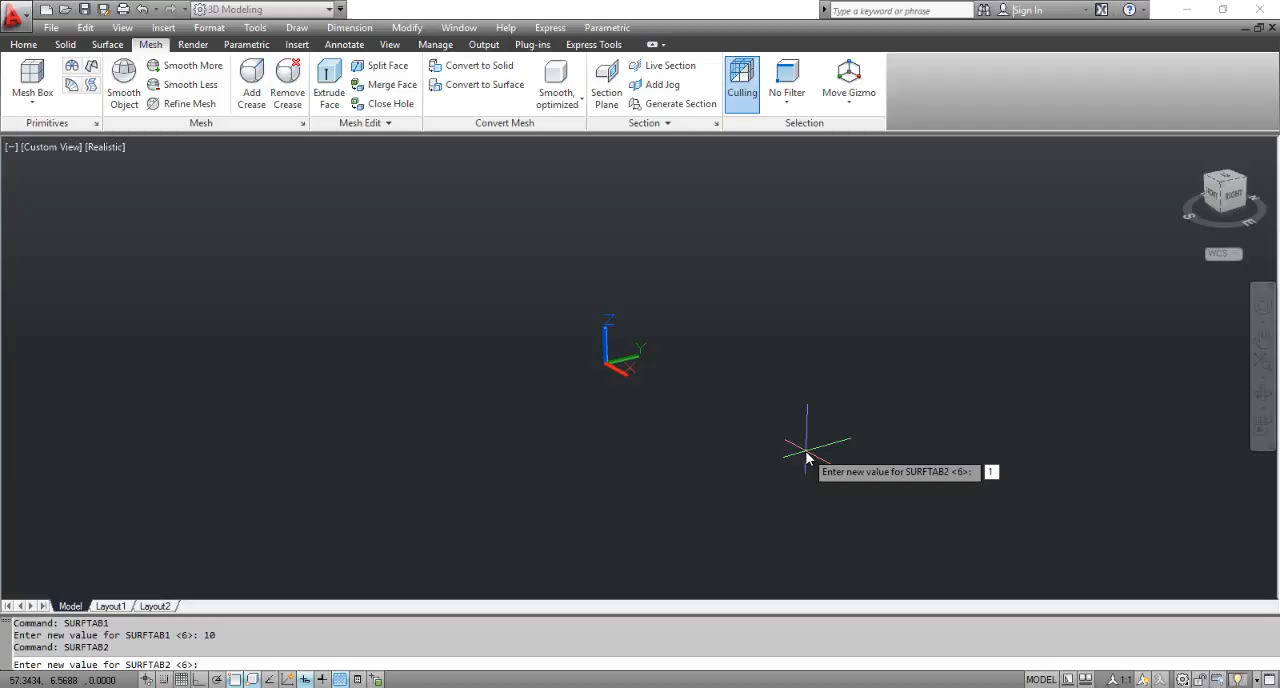 3D Modeling
Type a keyword or phrase
Sign In
File Edit View Insert Format Tools Draw Dimension Modify Window Help Express Parametric
Home Solid Surface Mesh Render Parametric Insert Annotate View Manage Output Plug-ins Express Tools
Mesh Box
Smooth Object
Smooth More
Smooth Less
Refine Mesh
Add Crease
Remove Crease
Extrude Face
Split Face
Merge Face
Close Hole
Convert to Solid
Convert to Surface
Smooth, optimized
Section Plane
Live Section
Add Jog
Generate Section
Culling
No Filter
Move Gizmo
Primitives Mesh Mesh Edit Convert Mesh Section Selection
[−] [Custom View] [Realistic]
RIGHT
N
S
E
WCS
Z
Y
X
Enter new value for SURFTAB2 <6>: 1
Model Layout1 Layout2
Command: SURFTAB1
Enter new value for SURFTAB1 <6>: 10
Command: SURFTAB2
Enter new value for SURFTAB2 <6>:
57.3434, 6.5688 ,0.0000
MODEL
1:1